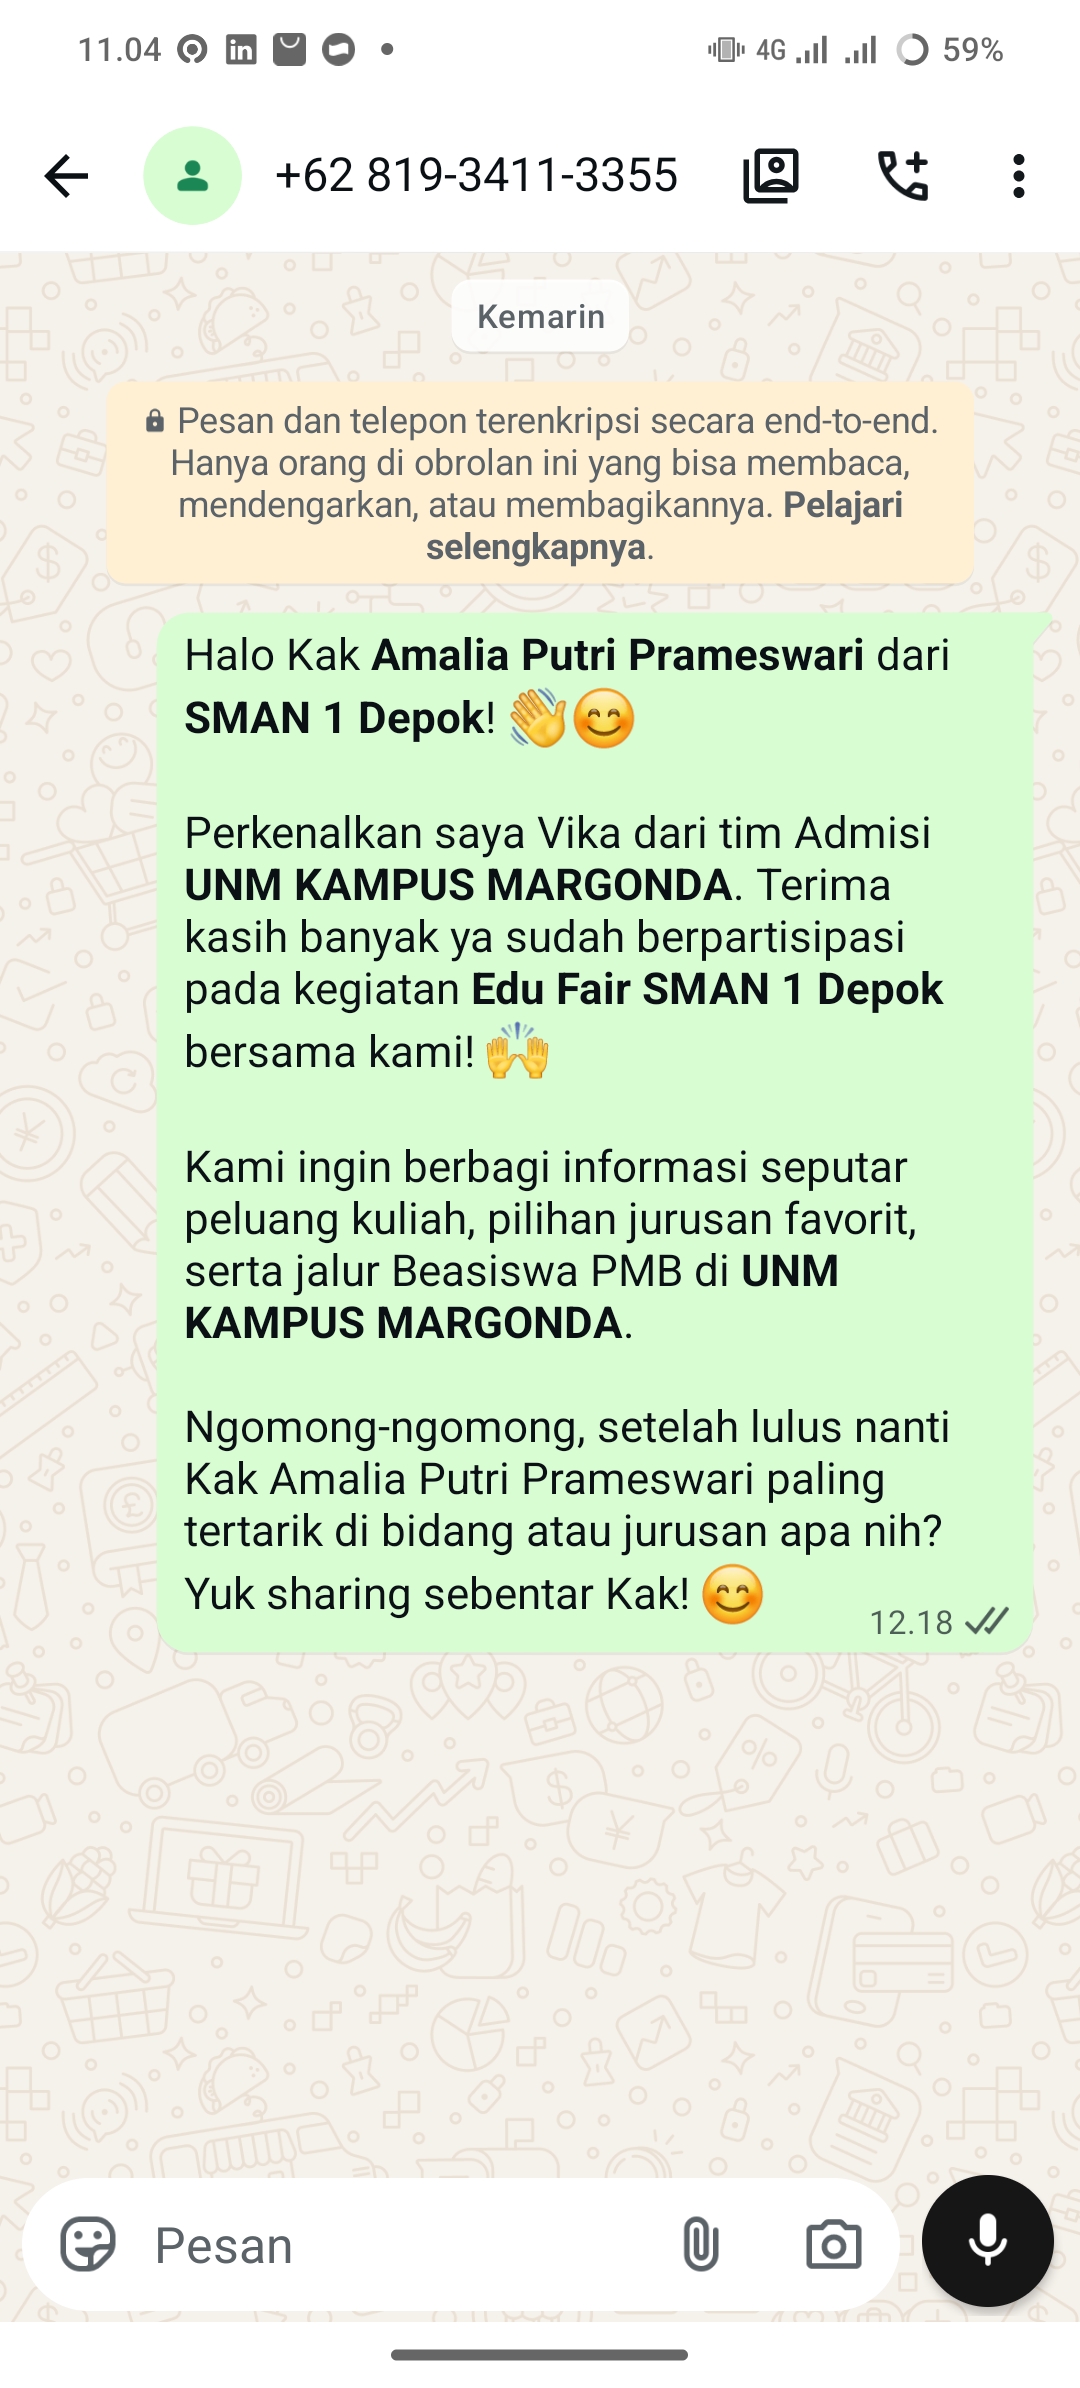 11.04
4G
59%
+62 819-3411-3355
Kemarin
Pesan dan telepon terenkripsi secara end-to-end.
Hanya orang di obrolan ini yang bisa membaca,
mendengarkan, atau membagikannya. Pelajari
selengkapnya.
Halo Kak Amalia Putri Prameswari dari
SMAN 1 Depok! 👋😊
Perkenalkan saya Vika dari tim Admisi
UNM KAMPUS MARGONDA. Terima
kasih banyak ya sudah berpartisipasi
pada kegiatan Edu Fair SMAN 1 Depok
bersama kami! 🙌
Kami ingin berbagi informasi seputar
peluang kuliah, pilihan jurusan favorit,
serta jalur Beasiswa PMB di UNM
KAMPUS MARGONDA.
Ngomong-ngomong, setelah lulus nanti
Kak Amalia Putri Prameswari paling
tertarik di bidang atau jurusan apa nih?
Yuk sharing sebentar Kak! 😊
12.18
Pesan